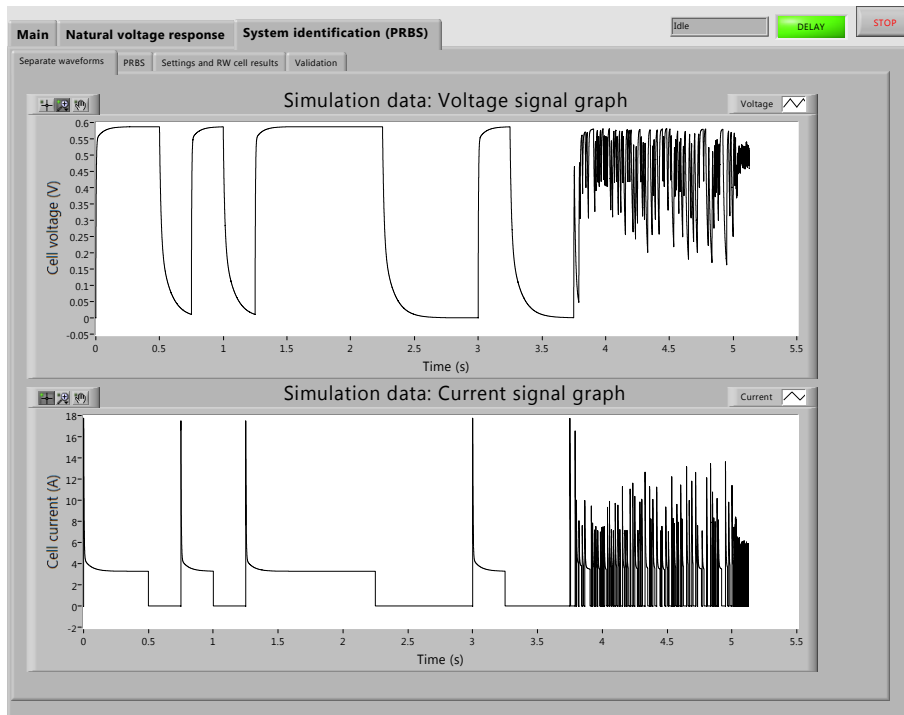 Main Natural voltage response System identification (PRBS) Idle DELAY STOP
Separate waveforms PRBS Settings and RW cell results Validation
Simulation data: Voltage signal graph Voltage
0.6
0.55
0.5
0.45
0.4
0.35
0.3
0.25
0.2
0.15
0.1
0.05
0
-0.05
Cell voltage (V)
0 0.5 1 1.5 2 2.5 3 3.5 4 4.5 5 5.5
Time (s)
Simulation data: Current signal graph Current
18
16
14
12
10
8
6
4
2
0
-2
Cell current (A)
0 0.5 1 1.5 2 2.5 3 3.5 4 4.5 5 5.5
Time (s)